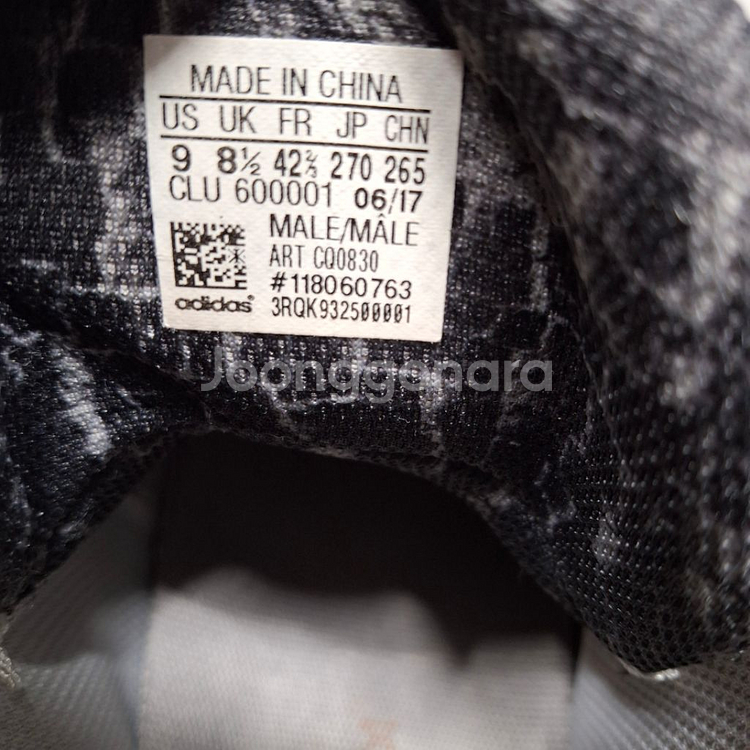 MADE IN CHINA
US UK FR JP CHN
9 8½ 42⅔ 270 265
CLU 600001 06/17
MALE/MÂLE
ART CQ0830
#118060763
adidas® 3RQK932500001
Joonggonara